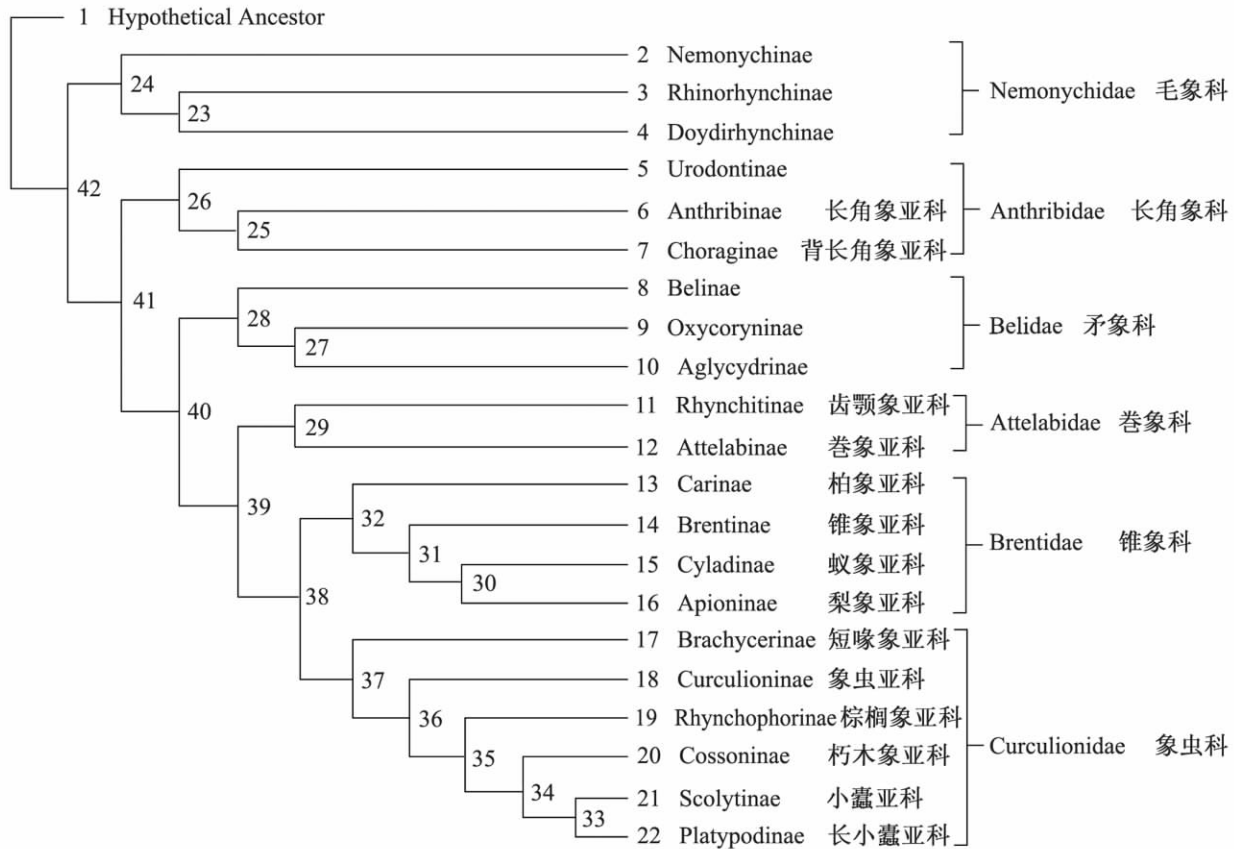 1 Hypothetical Ancestor
2 Nemonychinae
24
3 Rhinorhynchinae
Nemonychidae 毛象科
23
4 Doydirhynchinae
5 Urodontinae
42
26
6 Anthribinae 长角象亚科
Anthribidae 长角象科
25
7 Choraginae 背长角象亚科
8 Belinae
41
28
9 Oxycoryninae
Belidae 矛象科
27
10 Aglycydrinae
40
11 Rhynchitinae 齿颚象亚科
29
Attelabidae 卷象科
12 Attelabinae 卷象亚科
13 Carinae 柏象亚科
39
32
14 Brentinae 锥象亚科
Brentidae 锥象科
31
15 Cyladinae 蚁象亚科
30
38
16 Apioninae 梨象亚科
17 Brachycerinae 短喙象亚科
37
18 Curculioninae 象虫亚科
36
19 Rhynchophorinae 棕榈象亚科
35
20 Cossoninae 朽木象亚科
Curculionidae 象虫科
34
21 Scolytinae 小蠹亚科
33
22 Platypodinae 长小蠹亚科